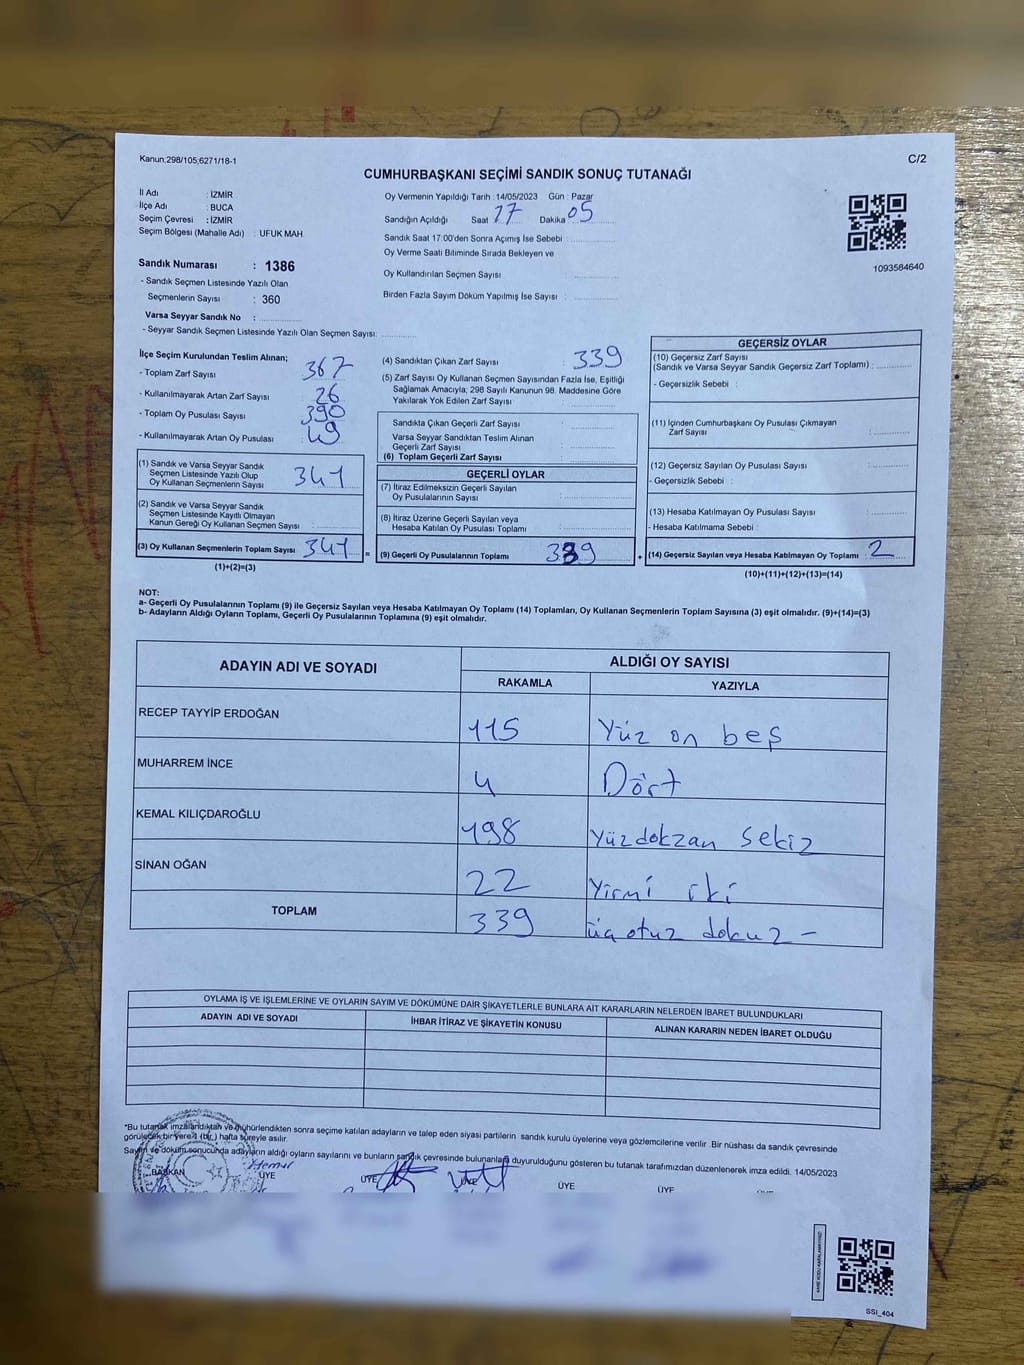 Kanun,298/105,6271/18-1
C/2
CUMHURBAŞKANI SEÇİMİ SANDIK SONUÇ TUTANAĞI
İl Adı : İZMİR
İlçe Adı : BUCA
Seçim Çevresi : İZMİR
Seçim Bölgesi (Mahalle Adı) : UFUK MAH.
Sandık Numarası : 1386
- Sandık Seçmen Listesinde Yazılı Olan
Seçmenlerin Sayısı : 360
Varsa Seyyar Sandık No :
- Seyyar Sandık Seçmen Listesinde Yazılı Olan Seçmen Sayısı:
Oy Vermenin Yapıldığı Tarih : 14/05/2023 Gün : Pazar
Sandığın Açıldığı Saat 17 Dakika 05
Sandık Saat 17:00'den Sonra Açımış İse Sebebi :
Oy Verme Saati Bitiminde Sırada Bekleyen ve
Oy Kullandırılan Seçmen Sayısı :
Birden Fazla Sayım Döküm Yapılmış İse Sayısı :
1093584640
İlçe Seçim Kurulundan Teslim Alınan;
- Toplam Zarf Sayısı : 367
- Kullanılmayarak Artan Zarf Sayısı : 26
- Toplam Oy Pusulası Sayısı : 390
- Kullanılmayarak Artan Oy Pusulası : 49
(1) Sandık ve Varsa Seyyar Sandık
Seçmen Listesinde Yazılı Olup
Oy Kullanan Seçmenlerin Sayısı : 341
(2) Sandık ve Varsa Seyyar Sandık
Seçmen Listesinde Kayıtlı Olmayan
Kanun Gereği Oy Kullanan Seçmen Sayısı :
(3) Oy Kullanan Seçmenlerin Toplam Sayısı : 341 =
(1)+(2)=(3)
(4) Sandıktan Çıkan Zarf Sayısı : 339
(5) Zarf Sayısı Oy Kullanan Seçmen Sayısından Fazla İse, Eşitliği
Sağlamak Amacıyla; 298 Sayılı Kanunun 98. Maddesine Göre
Yakılarak Yok Edilen Zarf Sayısı :
Sandıkta Çıkan Geçerli Zarf Sayısı :
Varsa Seyyar Sandıktan Teslim Alınan
Geçerli Zarf Sayısı :
(6) Toplam Geçerli Zarf Sayısı :
GEÇERLİ OYLAR
(7) İtiraz Edilmeksizin Geçerli Sayılan
Oy Pusulalarının Sayısı :
(8) İtiraz Üzerine Geçerli Sayılan veya
Hesaba Katılan Oy Pusulası Toplamı :
(9) Geçerli Oy Pusulalarının Toplamı : 339 +
GEÇERSİZ OYLAR
(10) Geçersiz Zarf Sayısı
(Sandık ve Varsa Seyyar Sandık Geçersiz Zarf Toplamı) :
- Geçersizlik Sebebi :
(11) İçinden Cumhurbaşkanı Oy Pusulası Çıkmayan
Zarf Sayısı :
(12) Geçersiz Sayılan Oy Pusulası Sayısı :
- Geçersizlik Sebebi :
(13) Hesaba Katılmayan Oy Pusulası Sayısı :
- Hesaba Katılmama Sebebi :
(14) Geçersiz Sayılan veya Hesaba Katılmayan Oy Toplamı : 2
(10)+(11)+(12)+(13)=(14)
NOT:
a- Geçerli Oy Pusulalarının Toplamı (9) ile Geçersiz Sayılan veya Hesaba Katılmayan Oy Toplamı (14) Toplamları, Oy Kullanan Seçmenlerin Toplam Sayısına (3) eşit olmalıdır. (9)+(14)=(3)
b- Adayların Aldığı Oyların Toplamı, Geçerli Oy Pusulalarının Toplamına (9) eşit olmalıdır.
ADAYIN ADI VE SOYADI
ALDIĞI OY SAYISI
RAKAMLA YAZIYLA
RECEP TAYYİP ERDOĞAN 115 Yüz on beş
MUHARREM İNCE 4 Dört
KEMAL KILIÇDAROĞLU 198 Yüzdokzan sekiz
SİNAN OĞAN 22 Yirmi iki
TOPLAM 339 üç otuz dokuz -
OYLAMA İŞ VE İŞLEMLERİNE VE OYLARIN SAYIM VE DÖKÜMÜNE DAİR ŞİKAYETLERLE BUNLARA AİT KARARLARIN NELERDEN İBARET BULUNDUKLARI
ADAYIN ADI VE SOYADI İHBAR İTİRAZ VE ŞİKAYETİN KONUSU ALINAN KARARIN NEDEN İBARET OLDUĞU
*Bu tutanak imzalandıktan ve mühürlendikten sonra seçime katılan adayların ve talep eden siyasi partilerin sandık kurulu üyelerine veya gözlemcilerine verilir. Bir nüshası da sandık çevresinde
görülecek bir yere 1 (bir) hafta süreyle asılır.
Sayım ve döküm sonucunda adayların aldığı oyların sayılarını ve bunların sandık çevresinde bulunanlara duyurulduğunu gösteren bu tutanak tarafımızdan düzenlenerek imza edildi. 14/05/2023
BAŞKAN ÜYE ÜYE ÜYE ÜYE ÜYE
SSİ_404